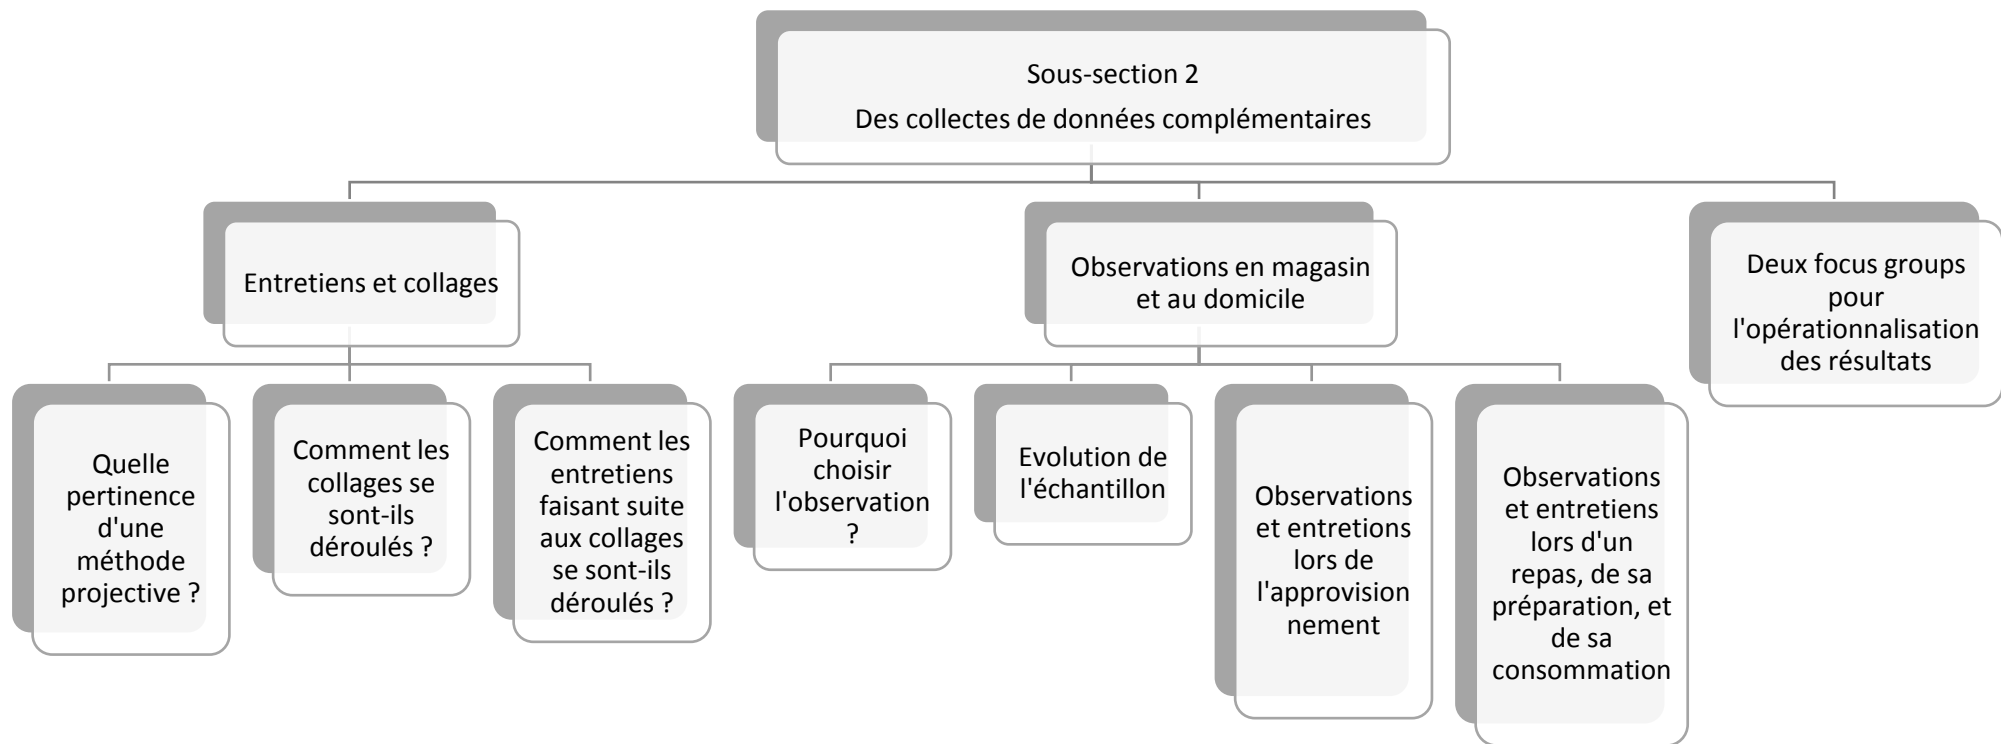 Sous-section 2
Des collectes de données complémentaires
Entretiens et collages
Observations en magasin
et au domicile
Deux focus groups
pour
l'opérationnalisation
des résultats
Quelle
pertinence
d'une
méthode
projective ?
Comment les
collages se
sont-ils
déroulés ?
Comment les
entretiens
faisant suite
aux collages
se sont-ils
déroulés ?
Pourquoi
choisir
l'observation
?
Evolution de
l'échantillon
Observations
et entretions
lors de
l'approvision
nement
Observations
et entretiens
lors d'un
repas, de sa
préparation, et
de sa
consommation